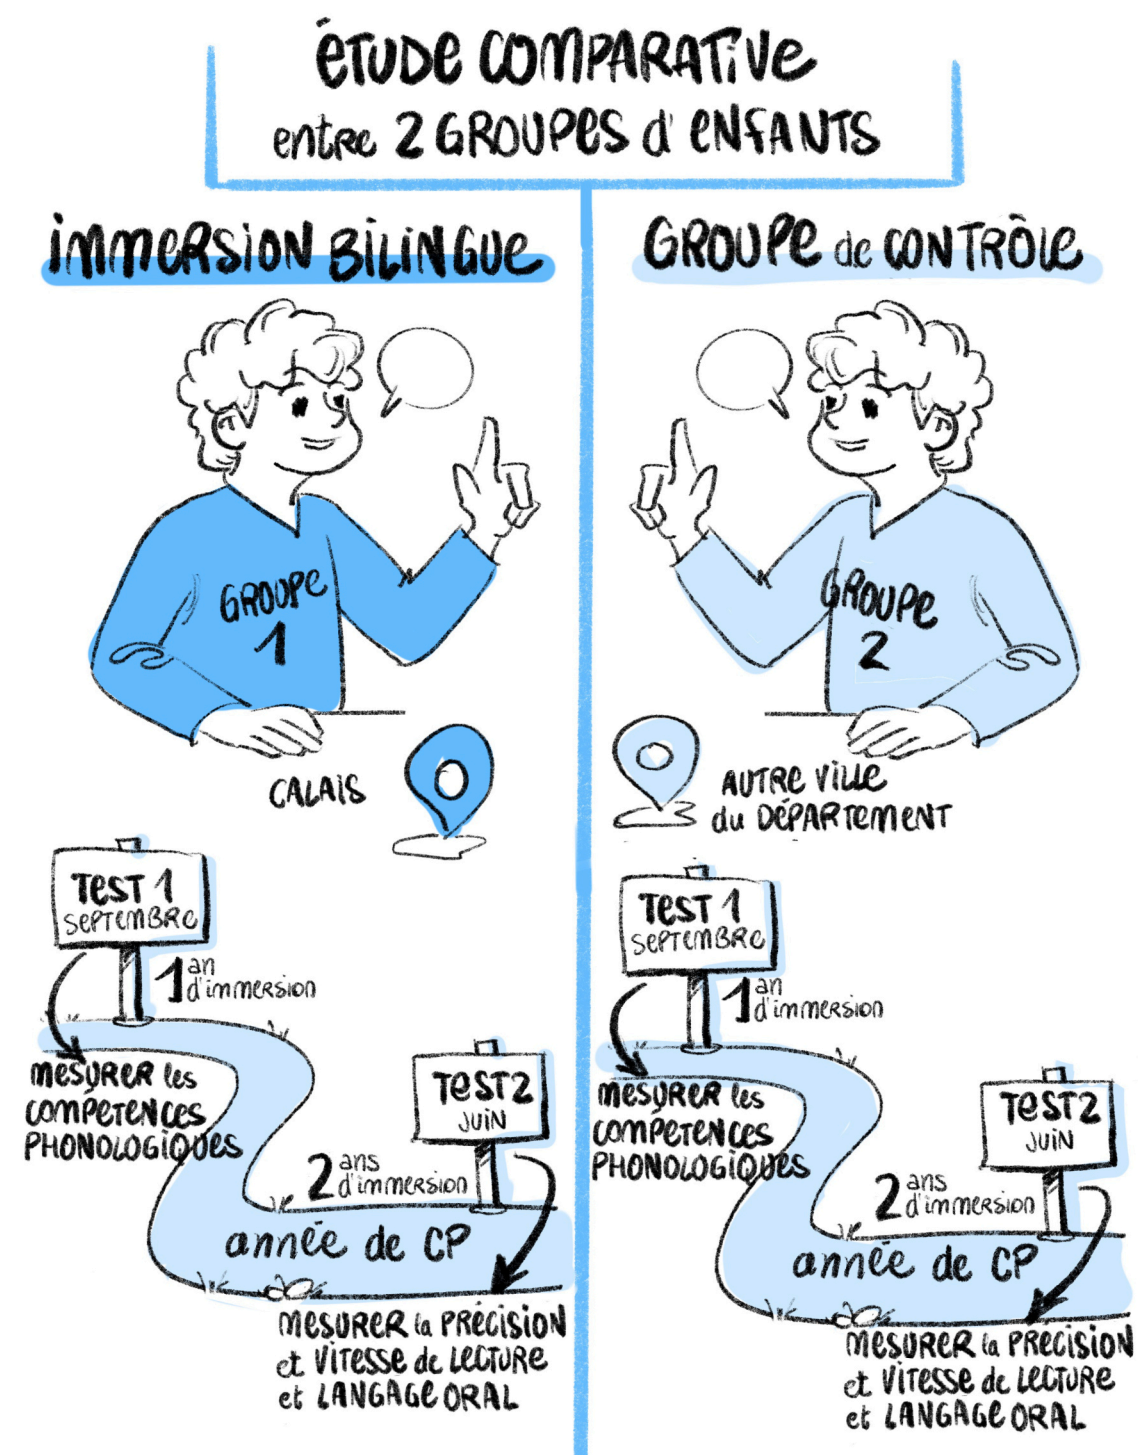 ÉTUDE COMPARATIVE
entre 2 GROUPES d'ENFANTS
IMMERSION BILINGUE
GROUPE 1
CALAIS
TEST 1
SEPTEMBRE
1 an d'immersion
MESURER les
COMPÉTENCES
PHONOLOGIQUES
TEST 2
JUIN
2 ans d'immersion
année de CP
MESURER la PRÉCISION
et VITESSE de LECTURE
et LANGAGE ORAL
GROUPE de CONTRÔLE
GROUPE 2
AUTRE VILLE
du DÉPARTEMENT
TEST 1
SEPTEMBRE
1 an d'immersion
MESURER les
COMPÉTENCES
PHONOLOGIQUES
TEST 2
JUIN
2 ans d'immersion
année de CP
MESURER la PRÉCISION
et VITESSE de LECTURE
et LANGAGE ORAL